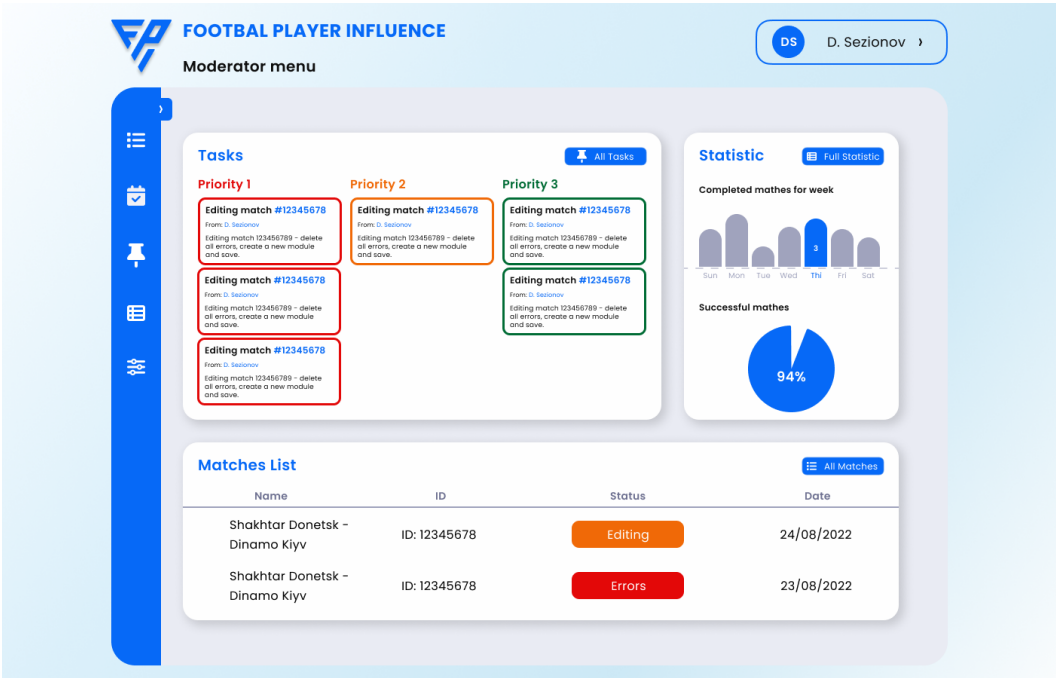 FOOTBAL PLAYER INFLUENCE
Moderator menu
DS
D. Sezionov
Tasks
All Tasks
Priority 1
Editing match #12345678
From: D. Sezionov
Editing match 123456789 - delete
all errors, create a new module
and save.
Editing match #12345678
From: D. Sezionov
Editing match 123456789 - delete
all errors, create a new module
and save.
Editing match #12345678
From: D. Sezionov
Editing match 123456789 - delete
all errors, create a new module
and save.
Priority 2
Editing match #12345678
From: D. Sezionov
Editing match 123456789 - delete
all errors, create a new module
and save.
Priority 3
Editing match #12345678
From: D. Sezionov
Editing match 123456789 - delete
all errors, create a new module
and save.
Editing match #12345678
From: D. Sezionov
Editing match 123456789 - delete
all errors, create a new module
and save.
Statistic
Full Statistic
Completed mathes for week
3
Sun Mon Tue Wed Thi Fri Sat
Successful mathes
94%
Matches List
All Matches
Name ID Status Date
Shakhtar Donetsk -
Dinamo Kiyv
ID: 12345678
Editing
24/08/2022
Shakhtar Donetsk -
Dinamo Kiyv
ID: 12345678
Errors
23/08/2022